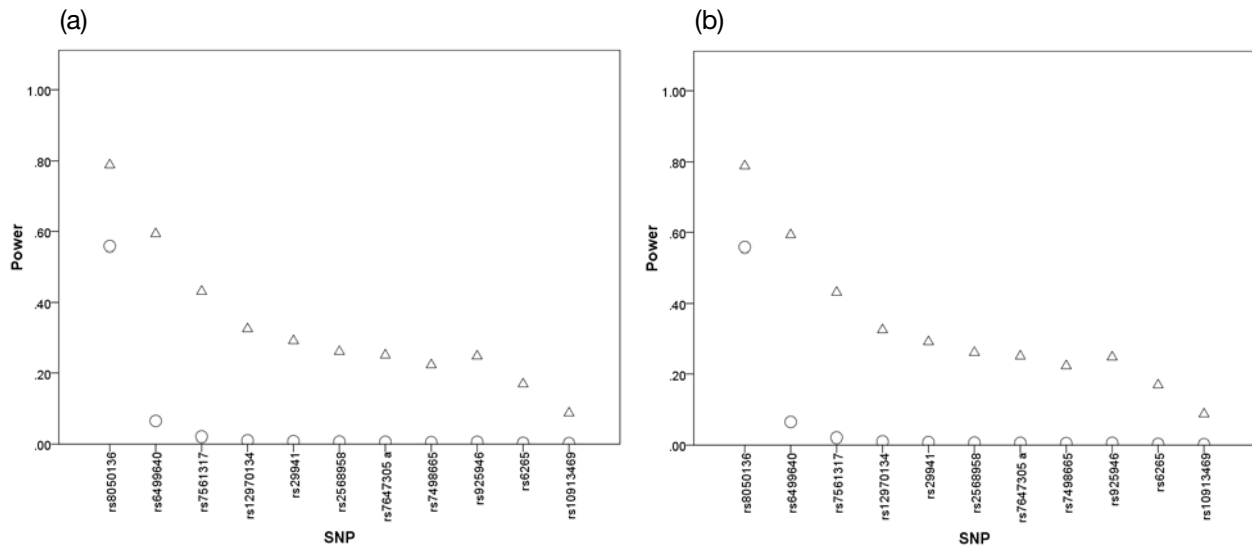 (a)
1.00
.80
.60
.40
.20
.00
Power
rs8050136
rs6499640
rs7561317
rs12970134
rs29941
rs2568958
rs7647305 a
rs7498665
rs925946
rs6265
rs10913469
SNP
(b)
1.00
.80
.60
.40
.20
.00
Power
rs8050136
rs6499640
rs7561317
rs12970134
rs29941
rs2568958
rs7647305 a
rs7498665
rs925946
rs6265
rs10913469
SNP